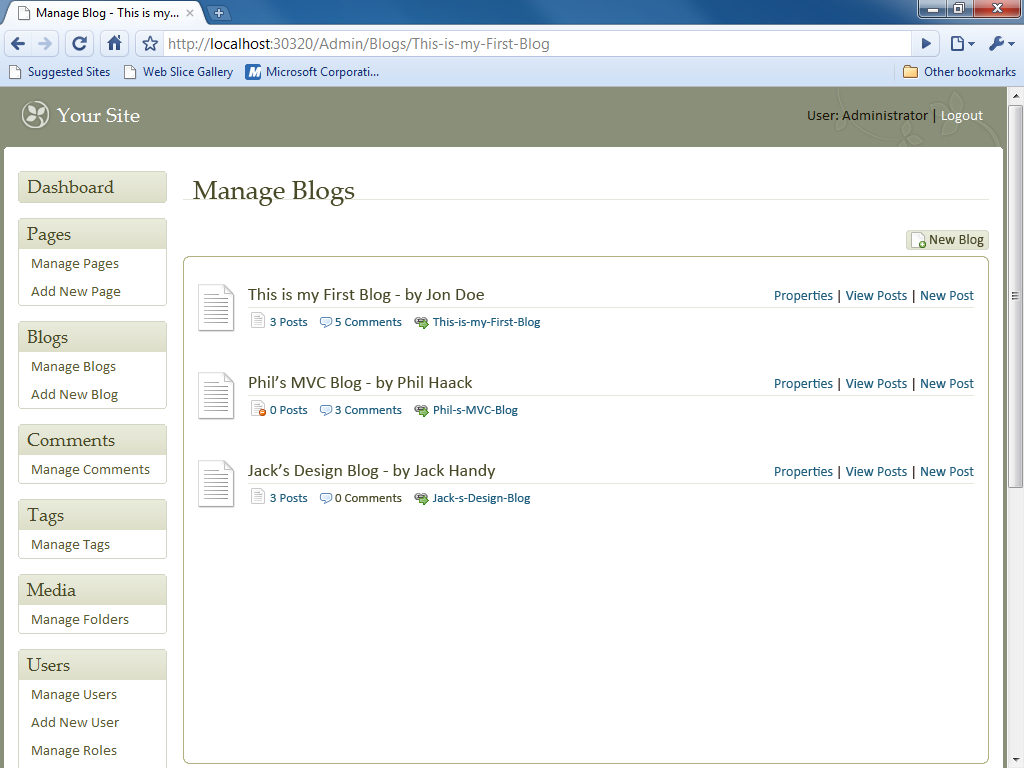 Manage Blog - This is my...
http://localhost:30320/Admin/Blogs/This-is-my-First-Blog
Suggested Sites Web Slice Gallery Microsoft Corporati... Other bookmarks
Your Site
User: Administrator | Logout
Dashboard
Pages
Manage Pages
Add New Page
Blogs
Manage Blogs
Add New Blog
Comments
Manage Comments
Tags
Manage Tags
Media
Manage Folders
Users
Manage Users
Add New User
Manage Roles
Manage Blogs
New Blog
This is my First Blog - by Jon Doe
Properties | View Posts | New Post
3 Posts 5 Comments This-is-my-First-Blog
Phil's MVC Blog - by Phil Haack
Properties | View Posts | New Post
0 Posts 3 Comments Phil-s-MVC-Blog
Jack's Design Blog - by Jack Handy
Properties | View Posts | New Post
3 Posts 0 Comments Jack-s-Design-Blog